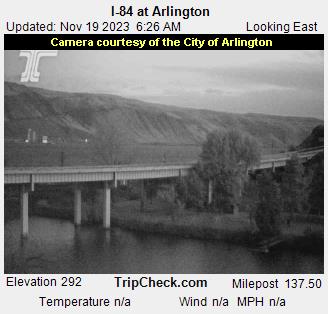 I-84 at Arlington
Updated: Nov 19 2023 6:26 AM Looking East
Camera courtesy of the City of Arlington
Elevation 292 TripCheck.com Milepost 137.50
Temperature n/a Wind n/a MPH n/a